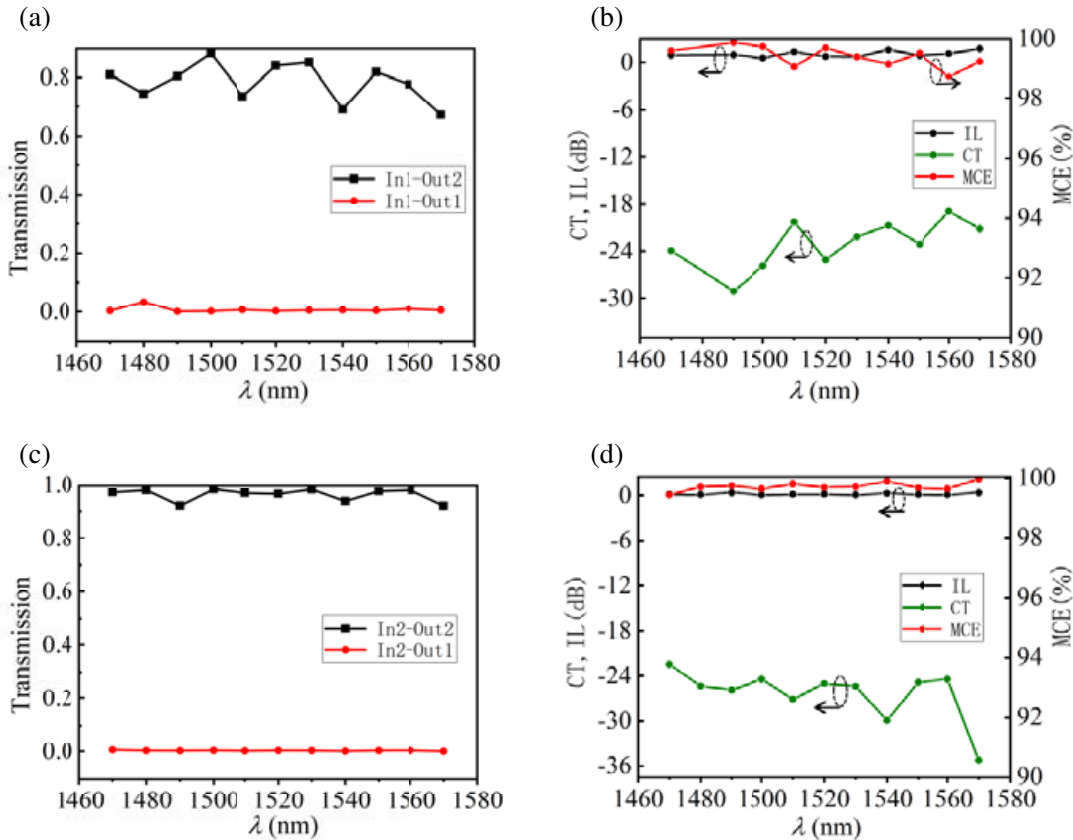 (a)
Transmission
0.8
0.6
0.4
0.2
0.0
In1-Out2
In1-Out1
1460 1480 1500 1520 1540 1560 1580
λ (nm)
(b)
CT, IL (dB)
0
-6
-12
-18
-24
-30
IL
CT
MCE
100
98
96
94
92
90
MCE(%)
1460 1480 1500 1520 1540 1560 1580
λ (nm)
(c)
Transmission
1.0
0.8
0.6
0.4
0.2
0.0
In2-Out2
In2-Out1
1460 1480 1500 1520 1540 1560 1580
λ (nm)
(d)
CT, IL (dB)
0
-6
-12
-18
-24
-30
-36
IL
CT
MCE
100
98
96
94
92
90
MCE(%)
1460 1480 1500 1520 1540 1560 1580
λ (nm)